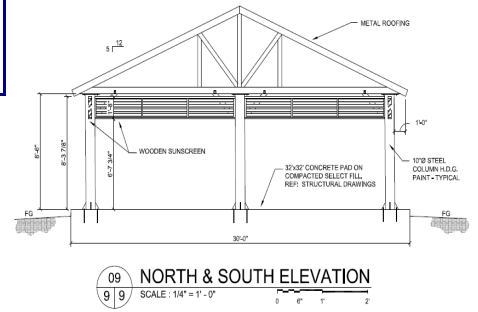 METAL ROOFING
12
5
1'-8"
1'-0"
8'-6"
8'-3 7/8"
6'-7 3/4"
WOODEN SUNSCREEN
32'x32' CONCRETE PAD ON
COMPACTED SELECT FILL,
REF: STRUCTURAL DRAWINGS
10"Ø STEEL
COLUMN H.D.G.
PAINT - TYPICAL
FG
FG
30'-0"
09
9 9
NORTH & SOUTH ELEVATION
SCALE : 1/4" = 1' - 0"
0 6" 1' 2'